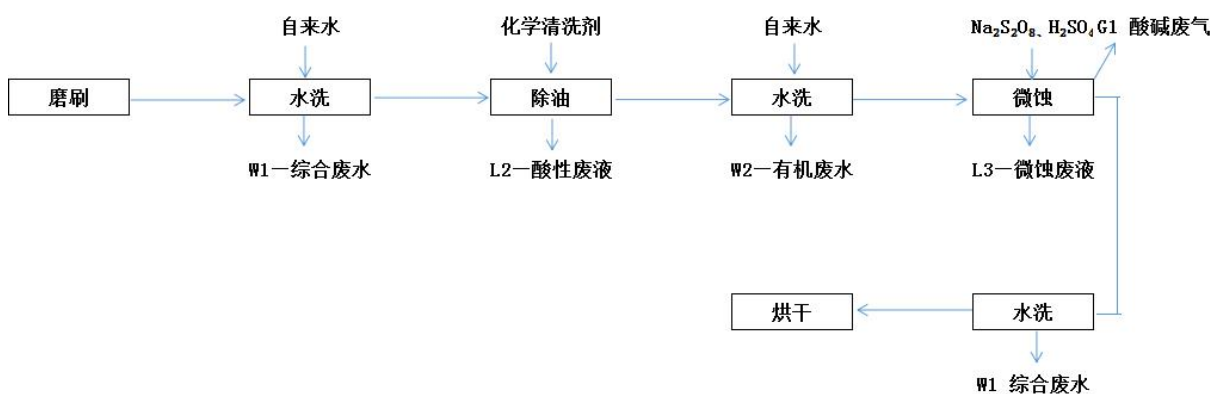 自来水
化学清洗剂
自来水
Na₂S₂O₈、H₂SO₄ G1 酸碱废气
磨刷
水洗
除油
水洗
微蚀
W1—综合废水
L2—酸性废液
W2—有机废水
L3—微蚀废液
烘干
水洗
W1 综合废水